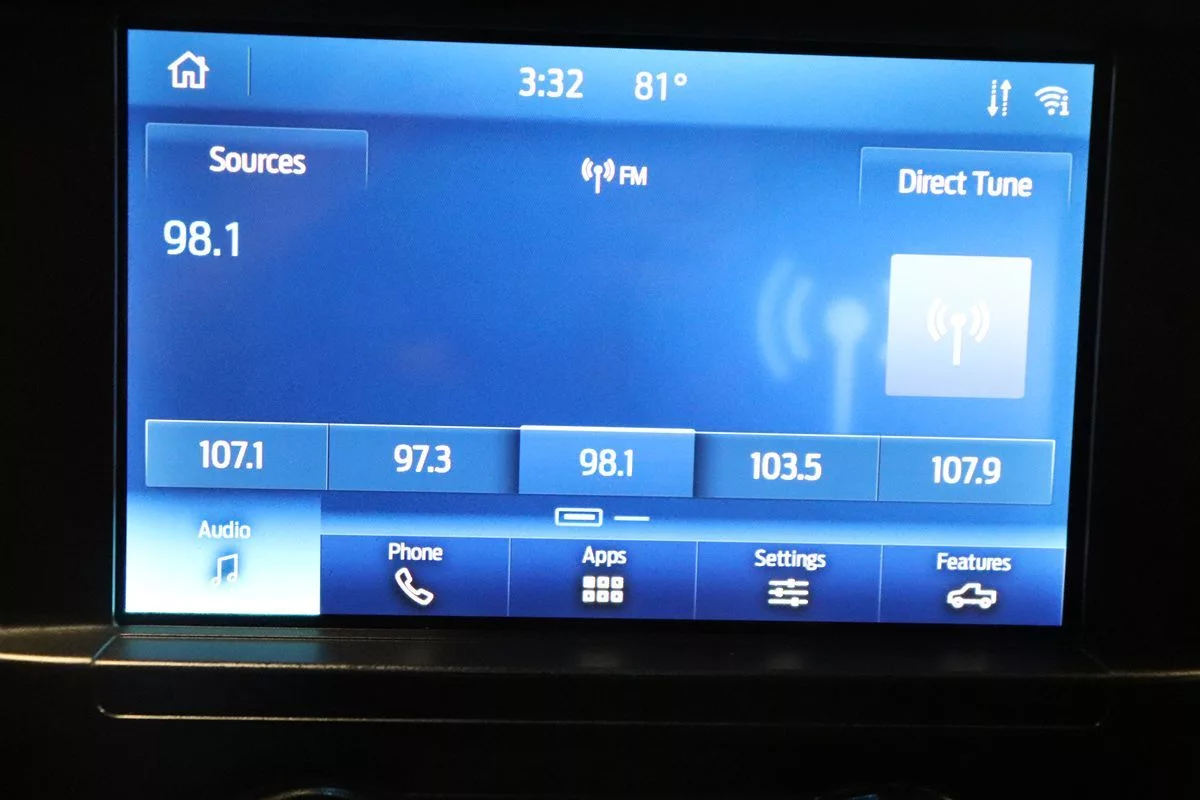 3:32 81°
Sources
FM
Direct Tune
98.1
107.1 97.3 98.1 103.5 107.9
Audio Phone Apps Settings Features